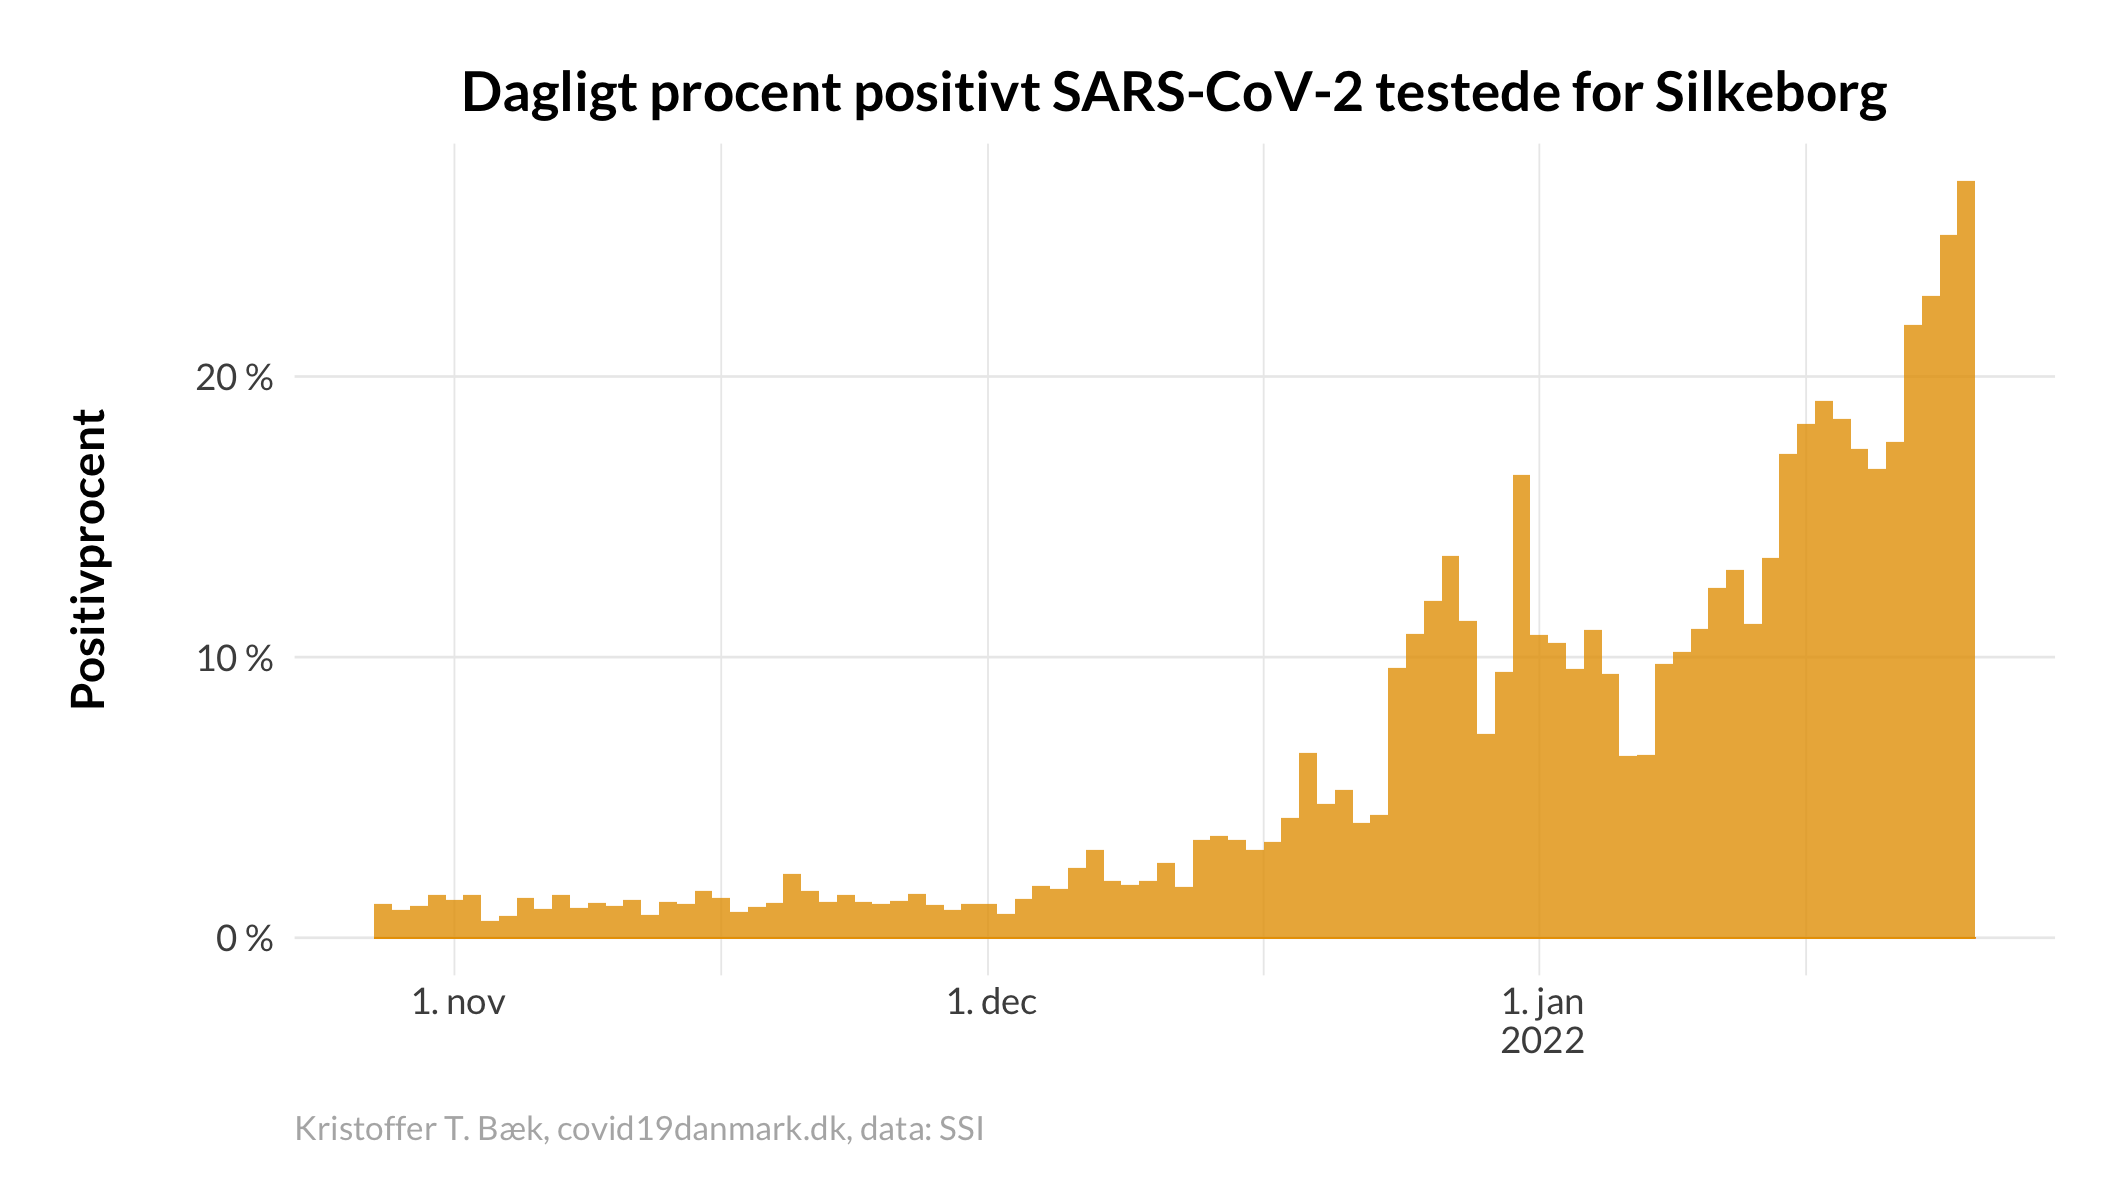 Dagligt procent positivt SARS-CoV-2 testede for Silkeborg
Positivprocent
20 %
10 %
0 %
1. nov
1. dec
1. jan
2022
Kristoffer T. Bæk, covid19danmark.dk, data: SSI